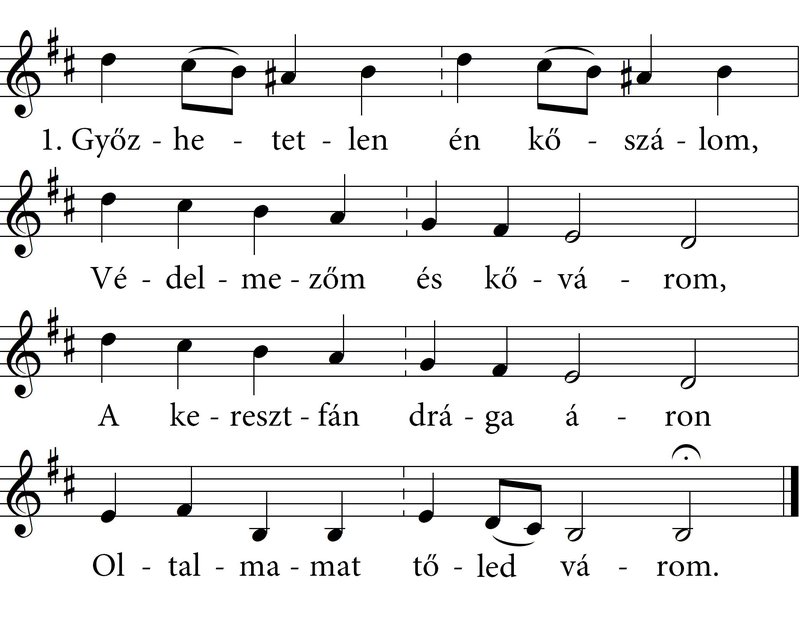 1. Győz - he - tet - len én kő - szá - lom,
Vé - del - me - zőm és kő - vá - rom,
A ke - reszt - fán drá - ga á - ron
Ol - tal - ma - mat tő - led vá - rom.